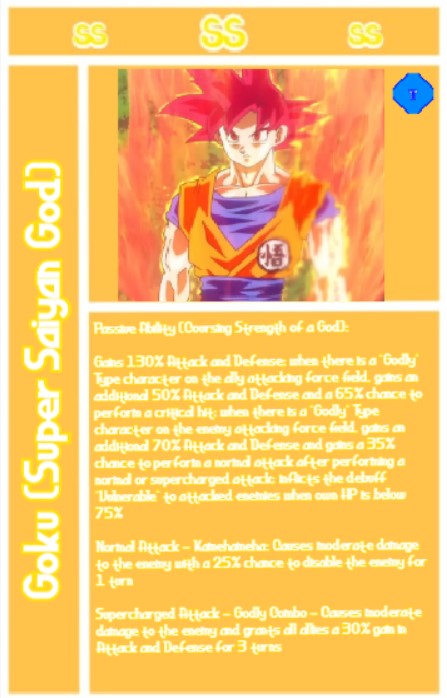 SS SS SS
T
悟
Goku (Super Saiyan God)
Passive Ability (Coursing Strength of a God):
Gains 130% Attack and Defense; when there is a "Godly"
Type character on the ally attacking force field, gains an
additional 50% Attack and Defense and a 65% chance to
perform a critical hit; when there is a "Godly" Type
character on the enemy attacking force field, gains an
additional 70% Attack and Defense and gains a 35%
chance to perform a normal attack after performing a
normal or supercharged attack; inflicts the debuff
"Vulnerable" to attacked enemies when own HP is below
75%
Normal Attack - Kamehameha: Causes moderate damage
to the enemy with a 25% chance to disable the enemy for
1 turn
Supercharged Attack - Godly Combo - Causes moderate
damage to the enemy and grants all allies a 30% gain in
Attack and Defense for 3 turns